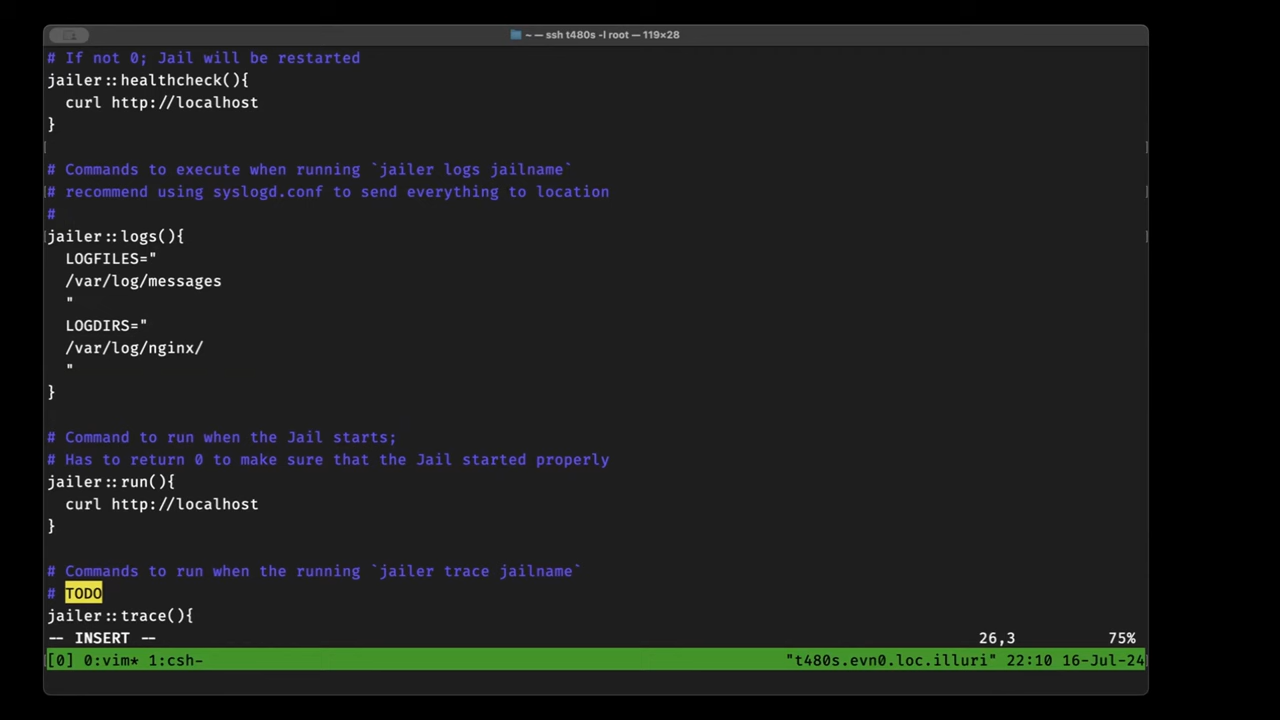 ~ — ssh t480s -l root — 119×28
# If not 0; Jail will be restarted
jailer::healthcheck(){
  curl http://localhost
}
# Commands to execute when running `jailer logs jailname`
# recommend using syslogd.conf to send everything to location
#
jailer::logs(){
  LOGFILES="
  /var/log/messages
  "
  LOGDIRS="
  /var/log/nginx/
  "
}
# Command to run when the Jail starts;
# Has to return 0 to make sure that the Jail started properly
jailer::run(){
  curl http://localhost
}
# Commands to run when the running `jailer trace jailname`
# TODO
jailer::trace(){
-- INSERT -- 26,3 75%
[0] 0:vim* 1:csh- "t480s.evn0.loc.illuri" 22:10 16-Jul-24